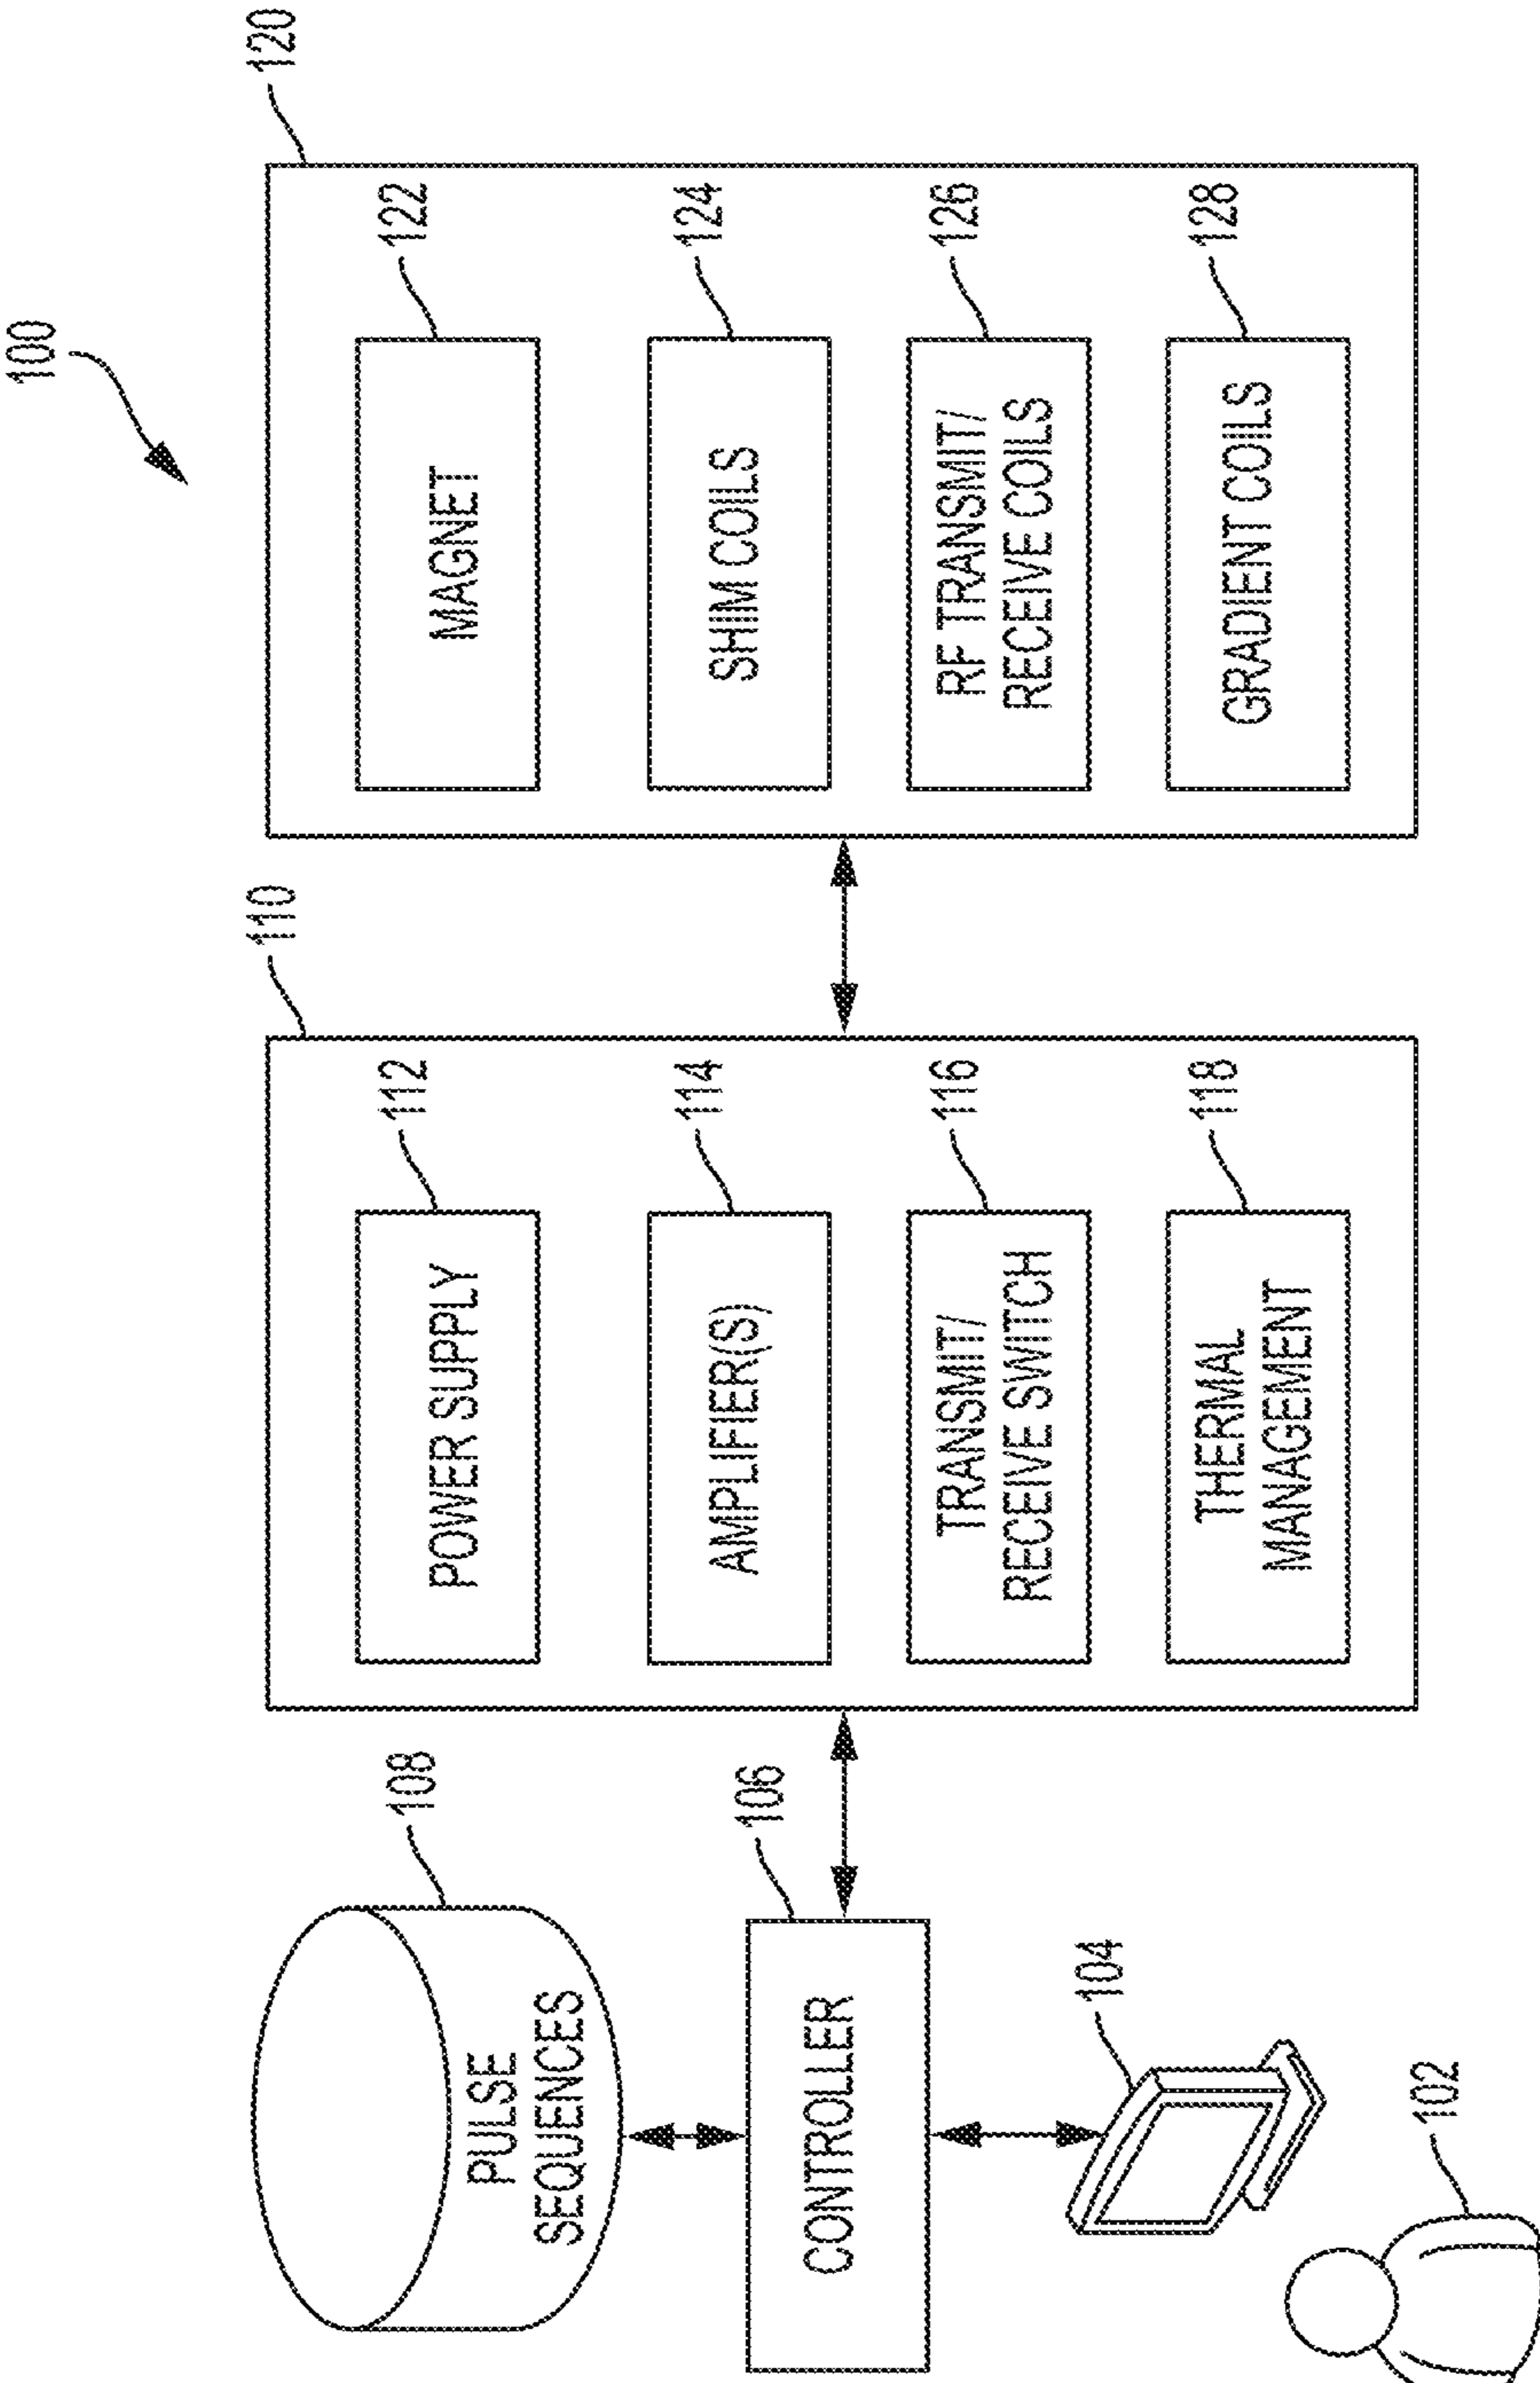 100
120
122
MAGNET
124
SHIM COILS
126
RF TRANSMIT/
RECEIVE COILS
128
GRADIENT COILS
110
112
POWER SUPPLY
114
AMPLIFIER(S)
116
TRANSMIT/
RECEIVE SWITCH
118
THERMAL
MANAGEMENT
108
PULSE
SEQUENCES
106
CONTROLLER
104
102